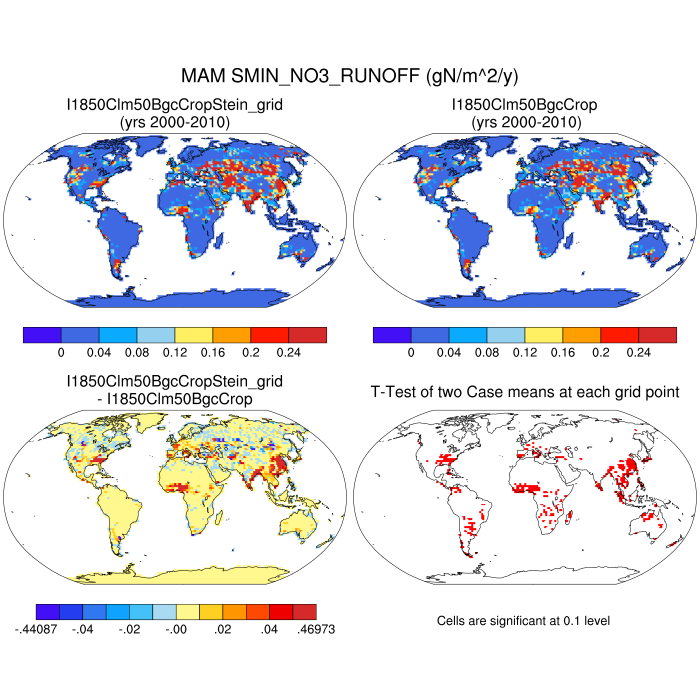 MAM SMIN_NO3_RUNOFF (gN/m^2/y)
I1850Clm50BgcCropStein_grid
(yrs 2000-2010)
I1850Clm50BgcCrop
(yrs 2000-2010)
0 0.04 0.08 0.12 0.16 0.2 0.24
0 0.04 0.08 0.12 0.16 0.2 0.24
I1850Clm50BgcCropStein_grid
- I1850Clm50BgcCrop
T-Test of two Case means at each grid point
-.44087 -.04 -.02 -.00 .02 .04 .46973
Cells are significant at 0.1 level